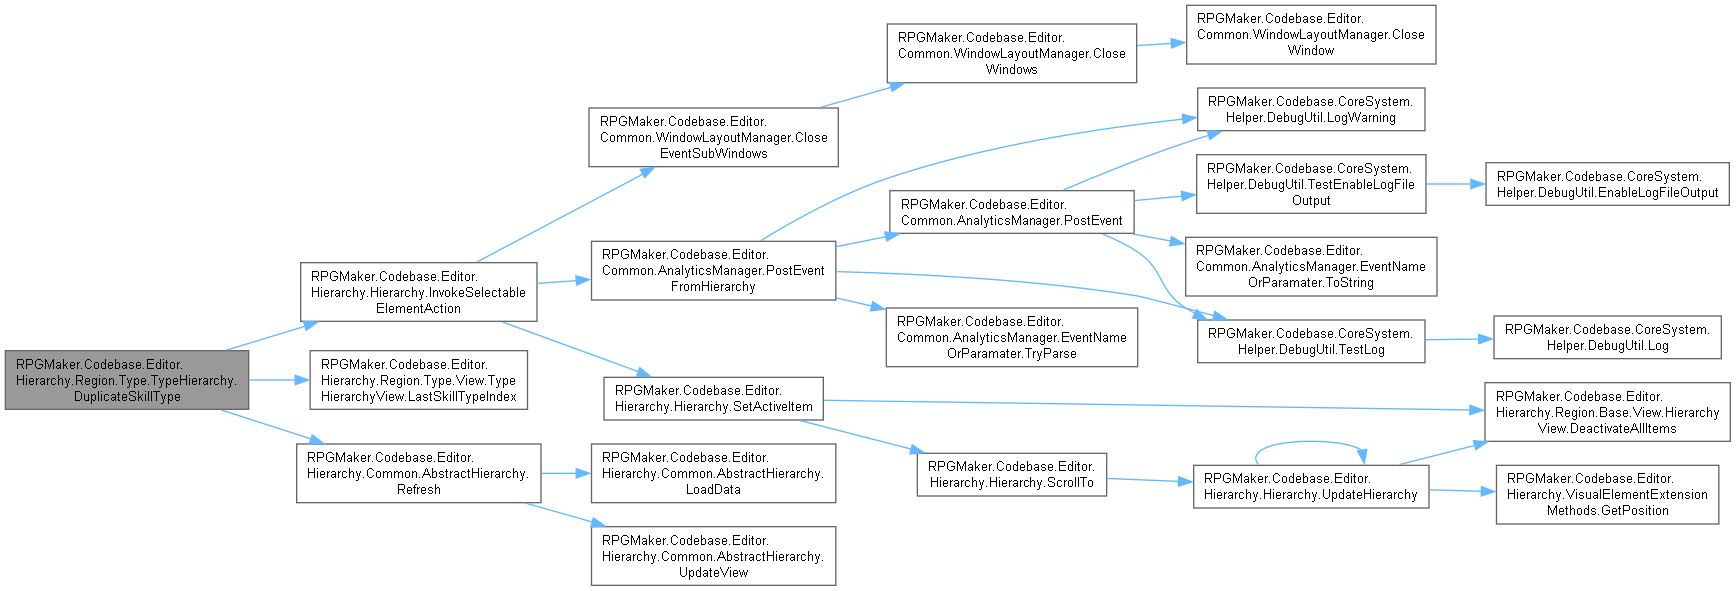 RPGMaker.Codebase.Editor.
Hierarchy.Region.Type.TypeHierarchy.
DuplicateSkillType
RPGMaker.Codebase.Editor.
Hierarchy.Hierarchy.InvokeSelectable
ElementAction
RPGMaker.Codebase.Editor.
Hierarchy.Region.Type.View.Type
HierarchyView.LastSkillTypeIndex
RPGMaker.Codebase.Editor.
Hierarchy.Common.AbstractHierarchy.
Refresh
RPGMaker.Codebase.Editor.
Common.WindowLayoutManager.Close
EventSubWindows
RPGMaker.Codebase.Editor.
Common.AnalyticsManager.PostEvent
FromHierarchy
RPGMaker.Codebase.Editor.
Hierarchy.Hierarchy.SetActiveItem
RPGMaker.Codebase.Editor.
Hierarchy.Common.AbstractHierarchy.
LoadData
RPGMaker.Codebase.Editor.
Hierarchy.Common.AbstractHierarchy.
UpdateView
RPGMaker.Codebase.Editor.
Common.WindowLayoutManager.Close
Windows
RPGMaker.Codebase.Editor.
Common.AnalyticsManager.PostEvent
RPGMaker.Codebase.Editor.
Common.AnalyticsManager.EventName
OrParamater.TryParse
RPGMaker.Codebase.Editor.
Hierarchy.Hierarchy.ScrollTo
RPGMaker.Codebase.Editor.
Common.WindowLayoutManager.Close
Window
RPGMaker.Codebase.CoreSystem.
Helper.DebugUtil.LogWarning
RPGMaker.Codebase.CoreSystem.
Helper.DebugUtil.TestEnableLogFile
Output
RPGMaker.Codebase.Editor.
Common.AnalyticsManager.EventName
OrParamater.ToString
RPGMaker.Codebase.CoreSystem.
Helper.DebugUtil.TestLog
RPGMaker.Codebase.Editor.
Hierarchy.Hierarchy.UpdateHierarchy
RPGMaker.Codebase.CoreSystem.
Helper.DebugUtil.EnableLogFileOutput
RPGMaker.Codebase.CoreSystem.
Helper.DebugUtil.Log
RPGMaker.Codebase.Editor.
Hierarchy.Region.Base.View.Hierarchy
View.DeactivateAllItems
RPGMaker.Codebase.Editor.
Hierarchy.VisualElementExtension
Methods.GetPosition